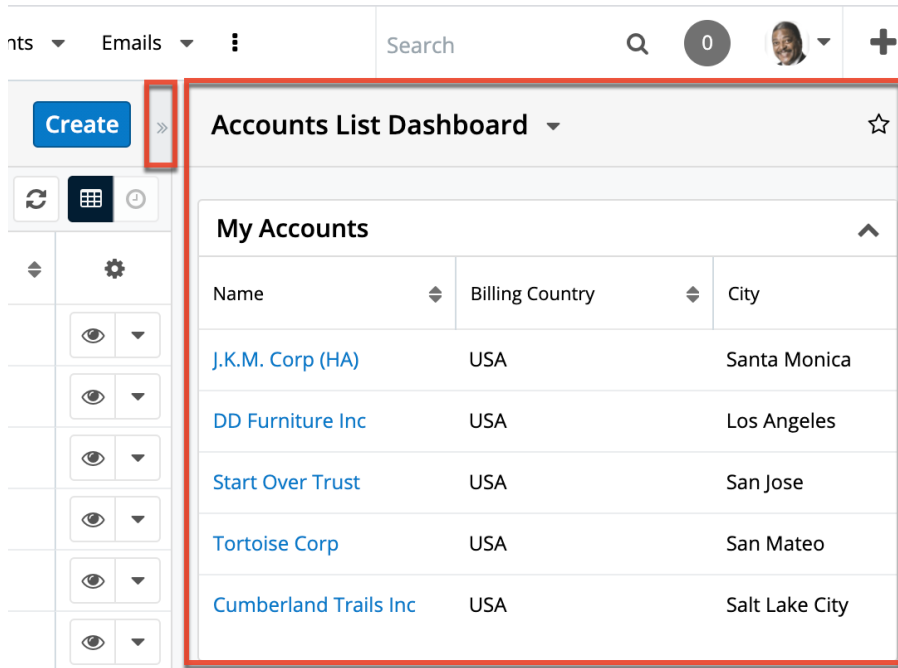 nts Emails Search 0
Create » Accounts List Dashboard
My Accounts
Name Billing Country City
J.K.M. Corp (HA) USA Santa Monica
DD Furniture Inc USA Los Angeles
Start Over Trust USA San Jose
Tortoise Corp USA San Mateo
Cumberland Trails Inc USA Salt Lake City